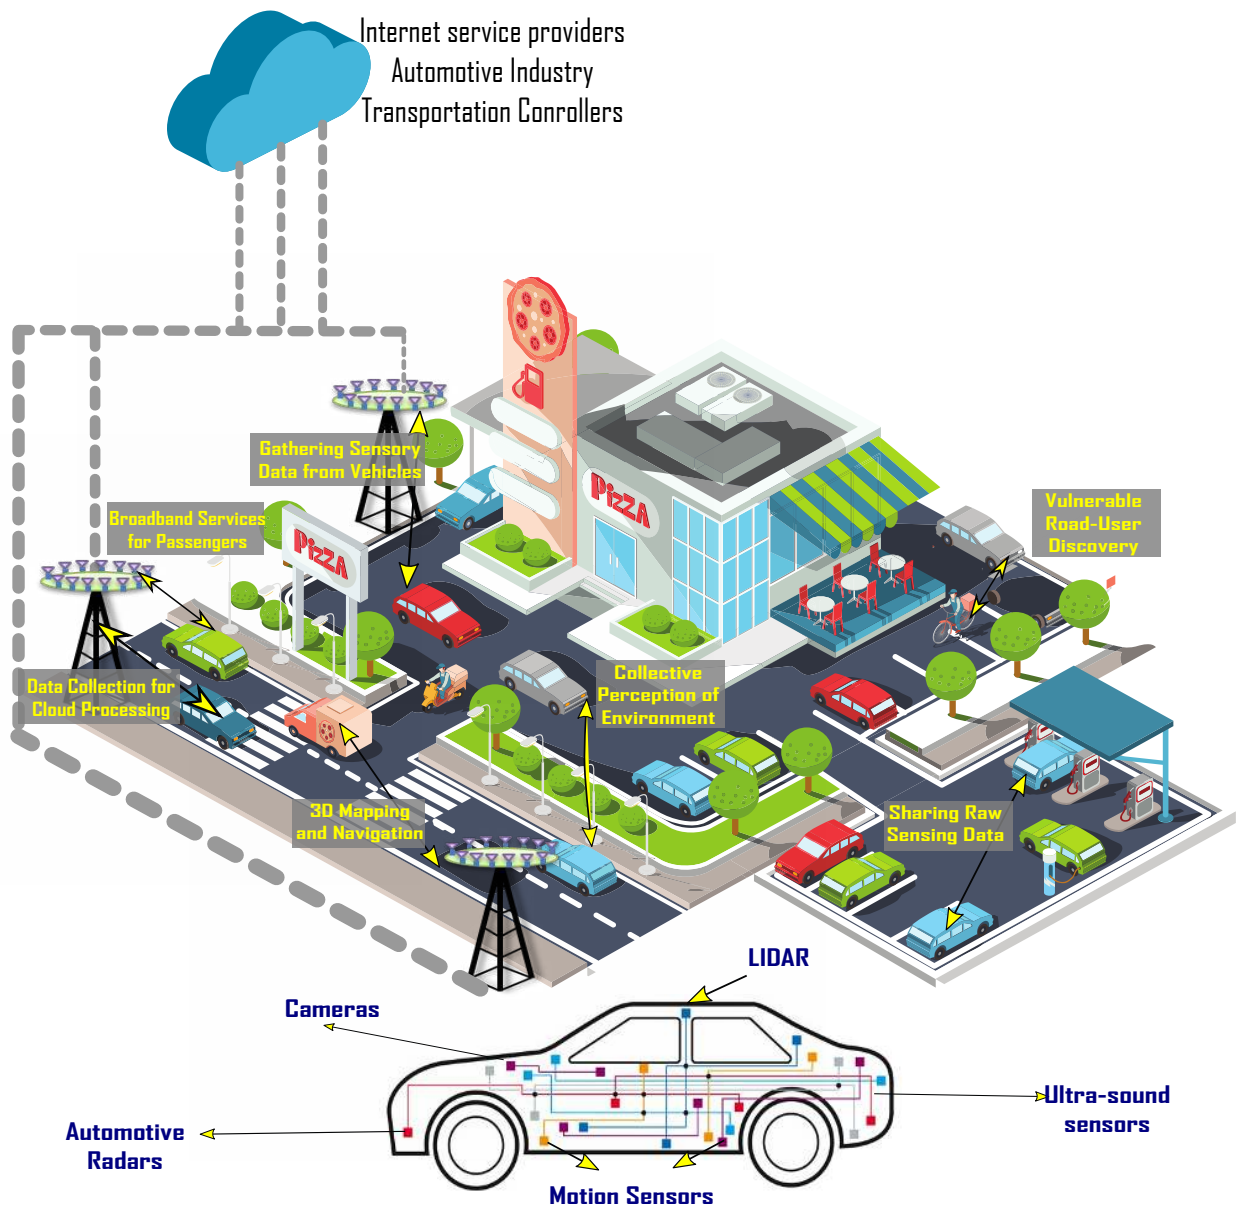 Internet service providers
Automotive Industry
Transportation Conrollers
Gathering Sensory
Data from Vehicles
Broadband Services
for Passengers
PizzA
PizzA
Vulnerable
Road-User
Discovery
Data Collection for
Cloud Processing
Collective
Perception of
Environment
3D Mapping
and Navigation
Sharing Raw
Sensing Data
LIDAR
Cameras
Ultra-sound
sensors
Automotive
Radars
Motion Sensors